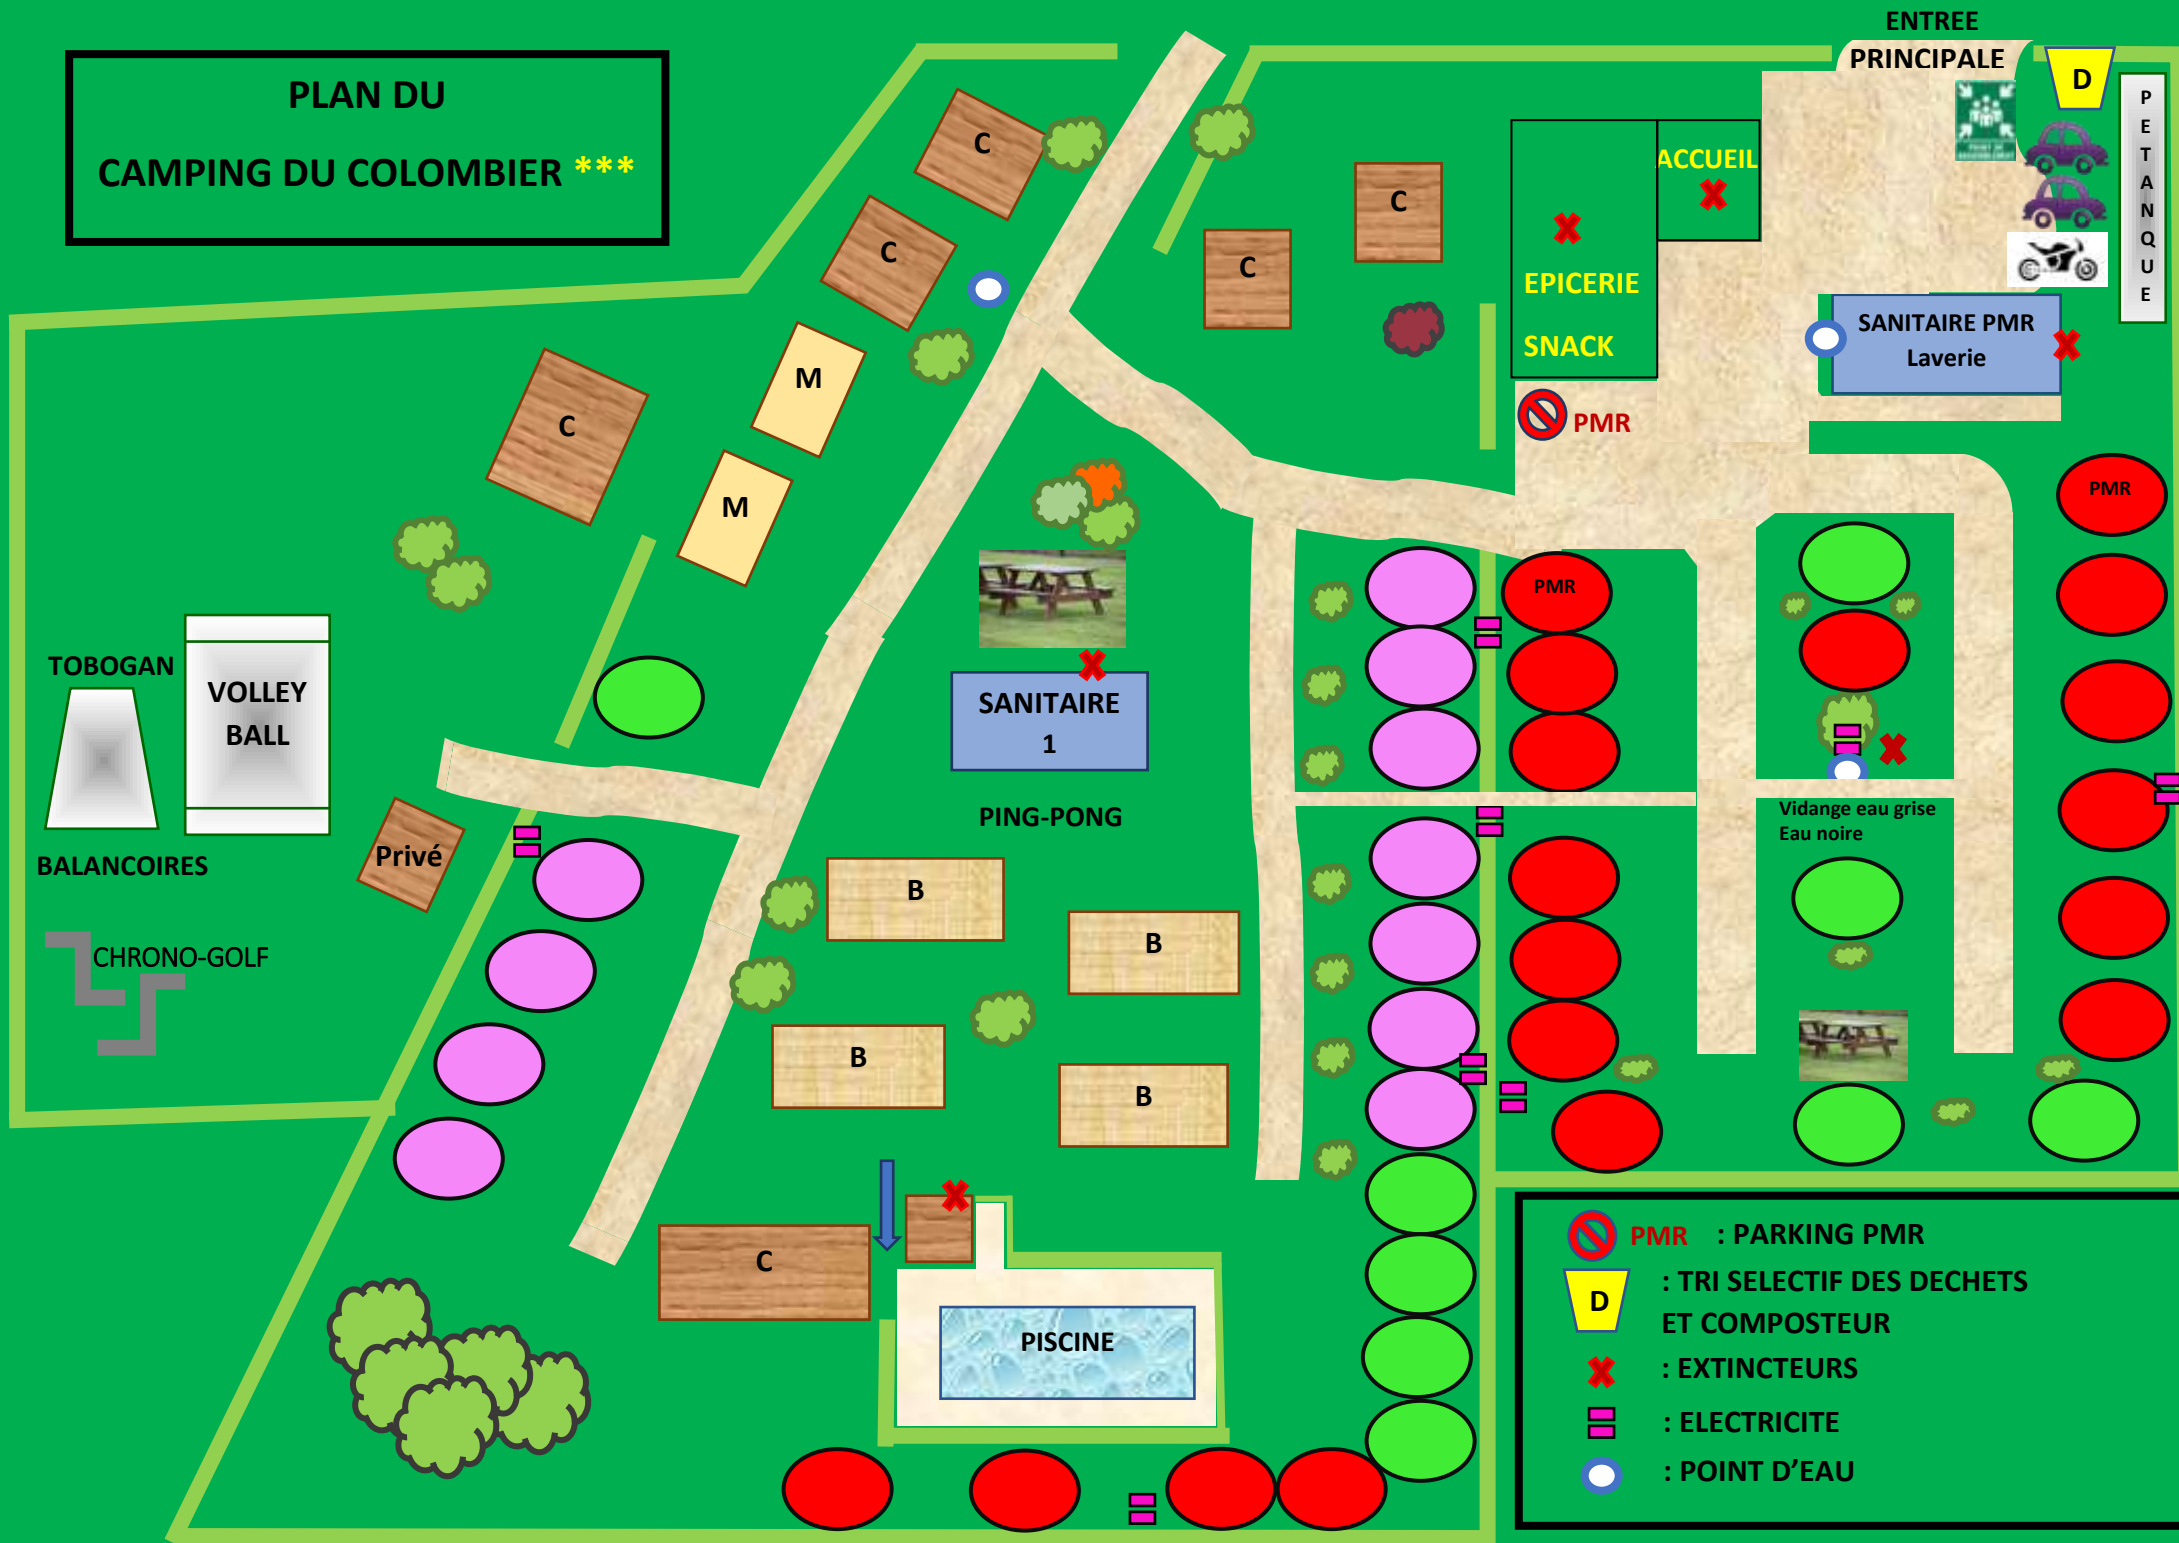 ENTREE
PRINCIPALE
PLAN DU
CAMPING DU COLOMBIER ***
D
P
E
T
A
N
Q
U
E
C
C
C
C
ACCUEIL
EPICERIE
SNACK
SANITAIRE PMR
Laverie
PMR
M
M
C
PMR
PMR
TOBOGAN
VOLLEY
BALL
SANITAIRE
1
PING-PONG
Vidange eau grise
Eau noire
Privé
BALANCOIRES
CHRONO-GOLF
B
B
B
B
C
PISCINE
PMR : PARKING PMR
D : TRI SELECTIF DES DECHETS
ET COMPOSTEUR
: EXTINCTEURS
: ELECTRICITE
: POINT D'EAU